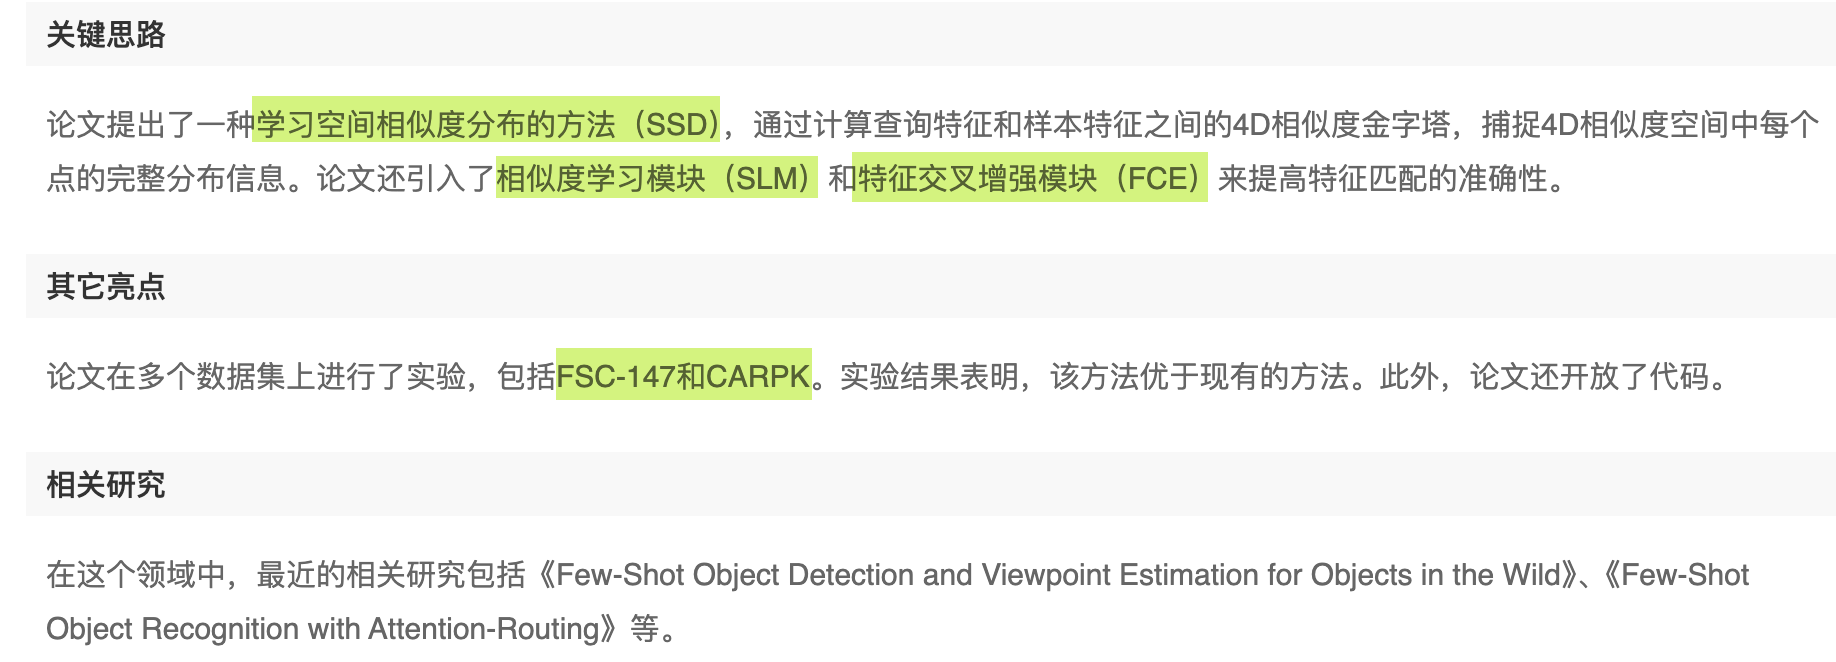 关键思路
论文提出了一种学习空间相似度分布的方法（SSD），通过计算查询特征和样本特征之间的4D相似度金字塔，捕捉4D相似度空间中每个
点的完整分布信息。论文还引入了相似度学习模块（SLM）和特征交叉增强模块（FCE）来提高特征匹配的准确性。
其它亮点
论文在多个数据集上进行了实验，包括FSC-147和CARPK。实验结果表明，该方法优于现有的方法。此外，论文还开放了代码。
相关研究
在这个领域中，最近的相关研究包括《Few-Shot Object Detection and Viewpoint Estimation for Objects in the Wild》、《Few-Shot
Object Recognition with Attention-Routing》等。